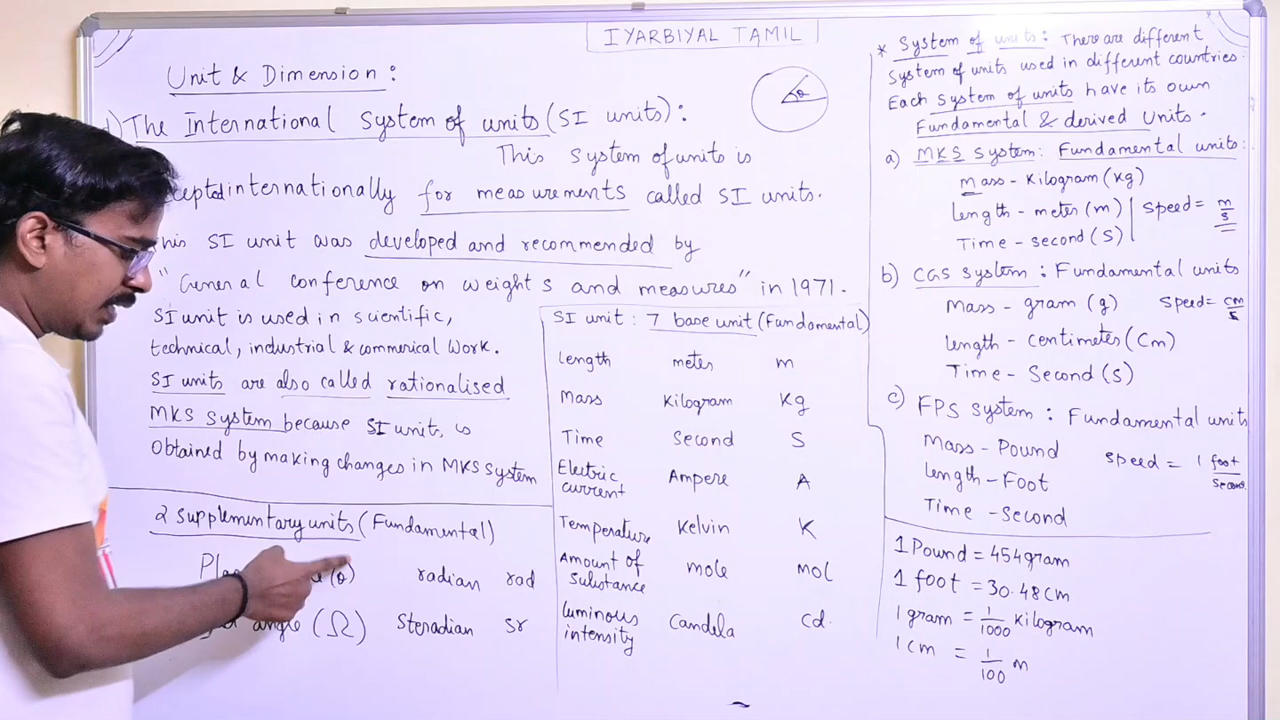 IYARBIYAL TAMIL
Unit & Dimension :
1) The International System of units (SI units) :
This system of units is
cepted internationally for measurements called SI units.
his SI unit was developed and recommended by
"General conference on weights and measures" in 1971.
SI unit is used in scientific,
technical, industrial & commerical work.
SI units are also called rationalised
MKS System because SI units, is
obtained by making changes in MKS System
2 Supplementary units (Fundamental)
(θ) radian rad
angle (Ω) Steradian sr
θ
SI unit : 7 base unit (Fundamental)
length meter m
Mass Kilogram Kg
Time Second S
Electric current Ampere A
Temperature Kelvin K
Amount of substance mole mol
luminous intensity Candela cd.
* System of units : There are different
System of units used in different countries.
Each system of units have its own
Fundamental & derived Units.
a) MKS System : Fundamental units :
mass - Kilogram (Kg)
length - meter (m) Speed = m/s
Time - second (S)
b) CGS System : Fundamental units
Mass - gram (g) Speed = cm/s
length - centimeter (Cm)
Time - Second (S)
c) FPS System : Fundamental units
Mass - Pound
length - Foot Speed = 1 foot/second
Time - second
1 Pound = 454 gram
1 foot = 30.48 cm
1 gram = 1/1000 Kilogram
1 cm = 1/100 m